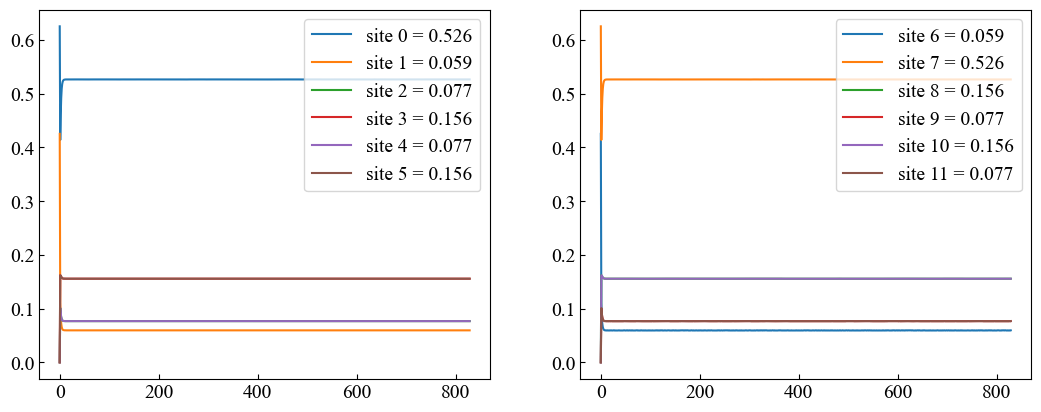 0.6
0.5
0.4
0.3
0.2
0.1
0.0
0 200 400 600 800
site 0 = 0.526
site 1 = 0.059
site 2 = 0.077
site 3 = 0.156
site 4 = 0.077
site 5 = 0.156
0.6
0.5
0.4
0.3
0.2
0.1
0.0
0 200 400 600 800
site 6 = 0.059
site 7 = 0.526
site 8 = 0.156
site 9 = 0.077
site 10 = 0.156
site 11 = 0.077